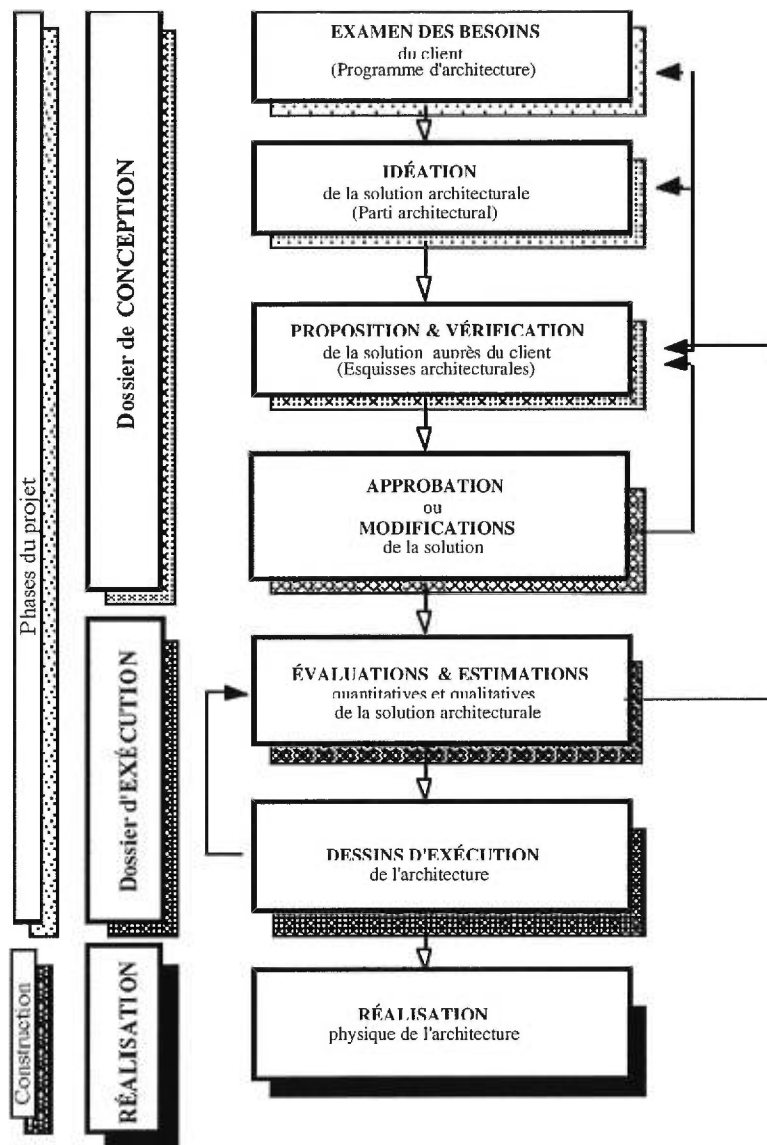 Phases du projet
Construction
Dossier de CONCEPTION
Dossier d'EXÉCUTION
RÉALISATION
EXAMEN DES BESOINS
du client
(Programme d'architecture)
IDÉATION
de la solution architecturale
(Parti architectural)
PROPOSITION & VÉRIFICATION
de la solution auprès du client
(Esquisses architecturales)
APPROBATION
ou
MODIFICATIONS
de la solution
ÉVALUATIONS & ESTIMATIONS
quantitatives et qualitatives
de la solution architecturale
DESSINS D'EXÉCUTION
de l'architecture
RÉALISATION
physique de l'architecture